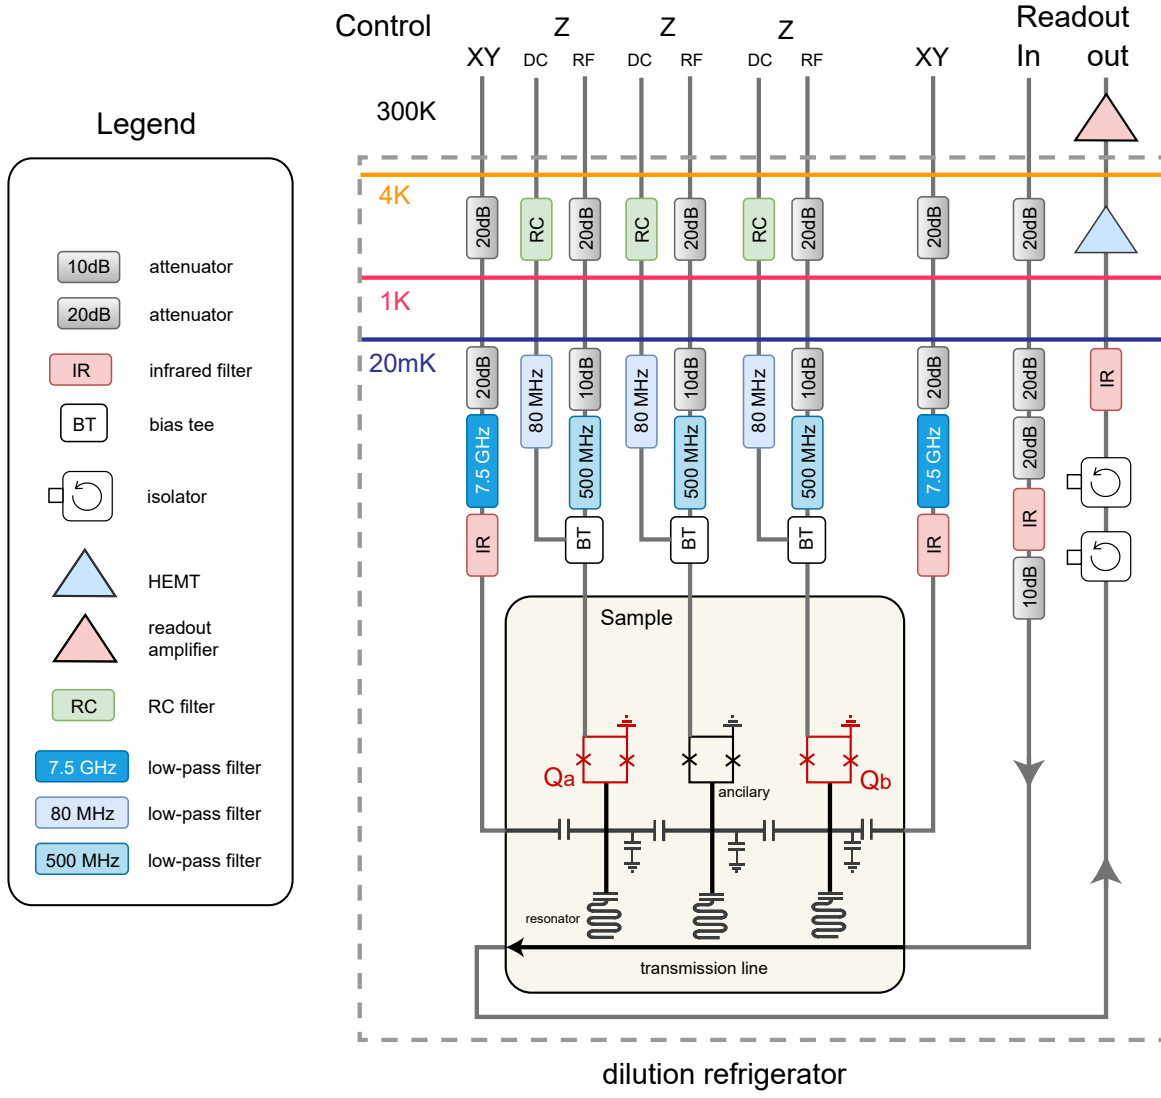 Control
Z
Z
Z
Readout
XY
DC
RF
DC
RF
DC
RF
XY
In
out
300K
Legend
4K
20dB
RC
20dB
RC
20dB
RC
20dB
20dB
20dB
1K
20mK
20dB
80 MHz
10dB
80 MHz
10dB
80 MHz
10dB
20dB
20dB
IR
7.5 GHz
500 MHz
500 MHz
500 MHz
7.5 GHz
20dB
IR
BT
BT
BT
IR
IR
10dB
10dB
attenuator
20dB
attenuator
IR
infrared filter
BT
bias tee
isolator
HEMT
readout
amplifier
RC
RC filter
7.5 GHz
low-pass filter
80 MHz
low-pass filter
500 MHz
low-pass filter
Sample
Qa
ancilary
Qb
resonator
transmission line
dilution refrigerator